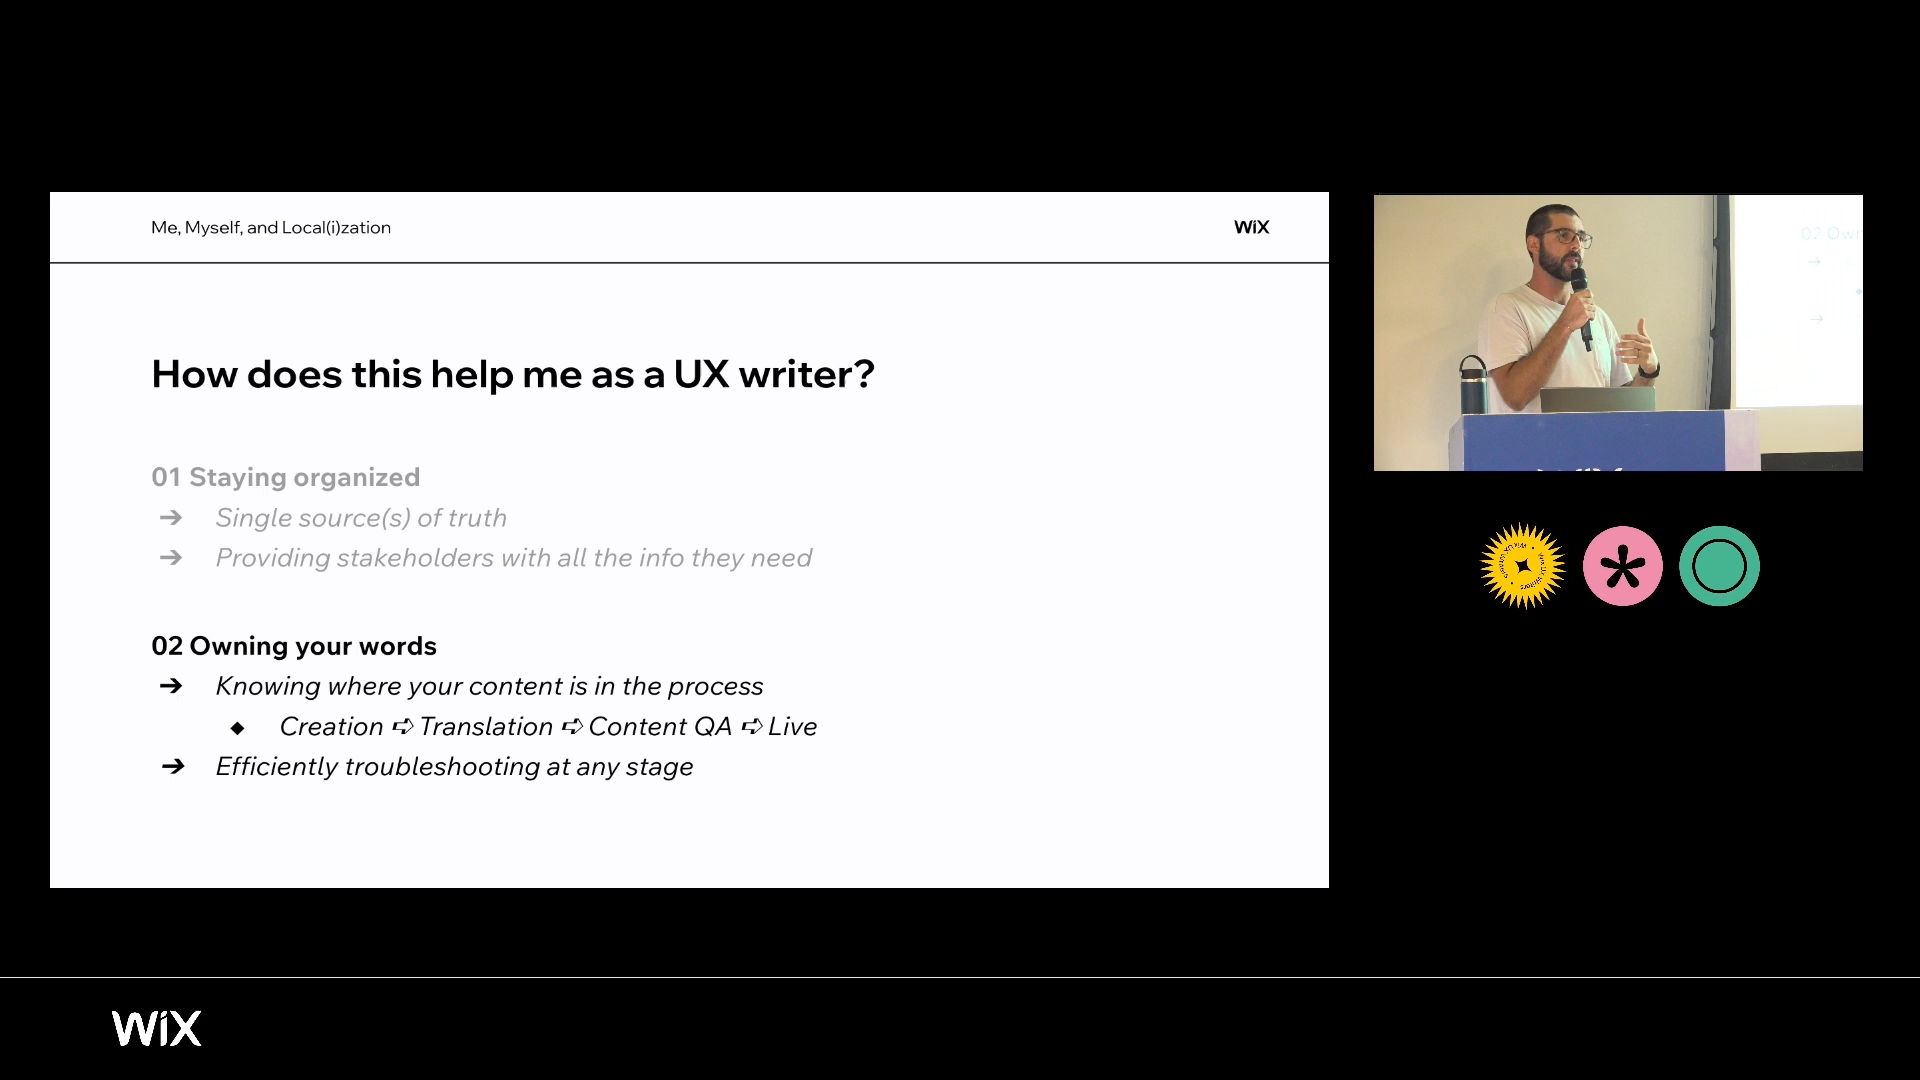 Me, Myself, and Local(i)zation
WiX
How does this help me as a UX writer?
01 Staying organized
➔ Single source(s) of truth
➔ Providing stakeholders with all the info they need
02 Owning your words
➔ Knowing where your content is in the process
◆ Creation ➪ Translation ➪ Content QA ➪ Live
➔ Efficiently troubleshooting at any stage
02 Own
WiX